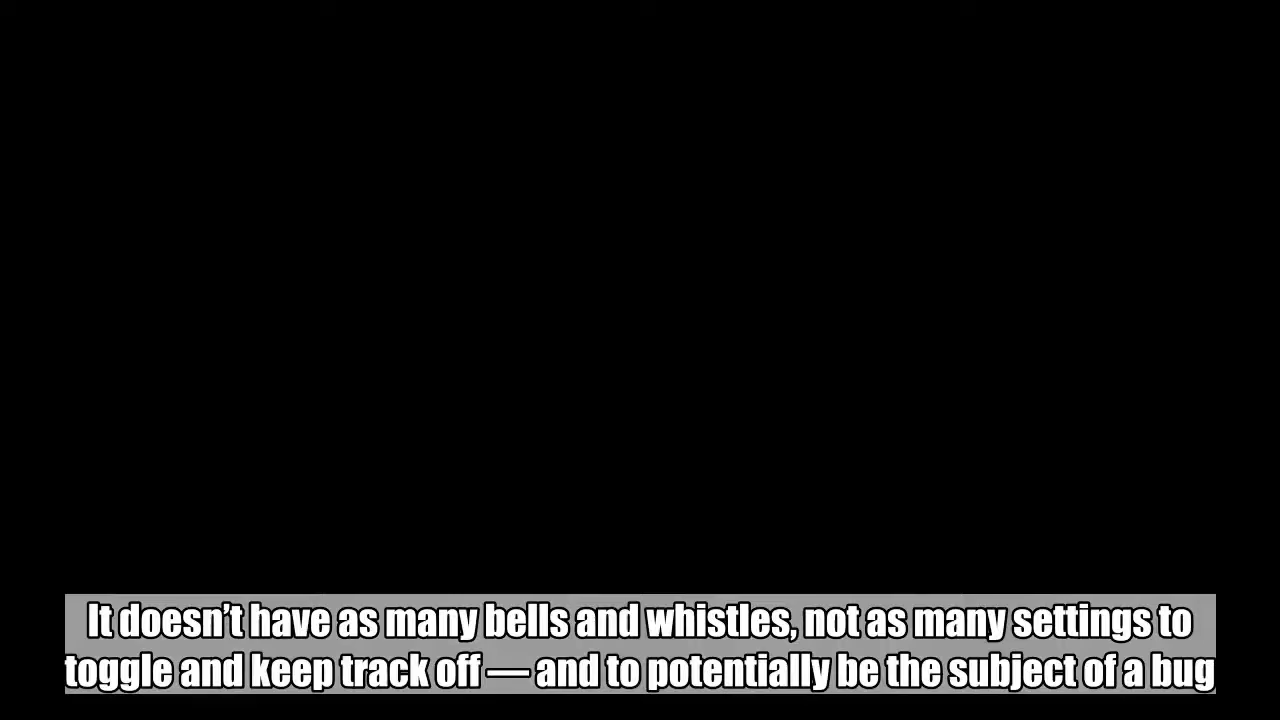 It doesn’t have as many bells and whistles, not as many settings to
toggle and keep track off — and to potentially be the subject of a bug